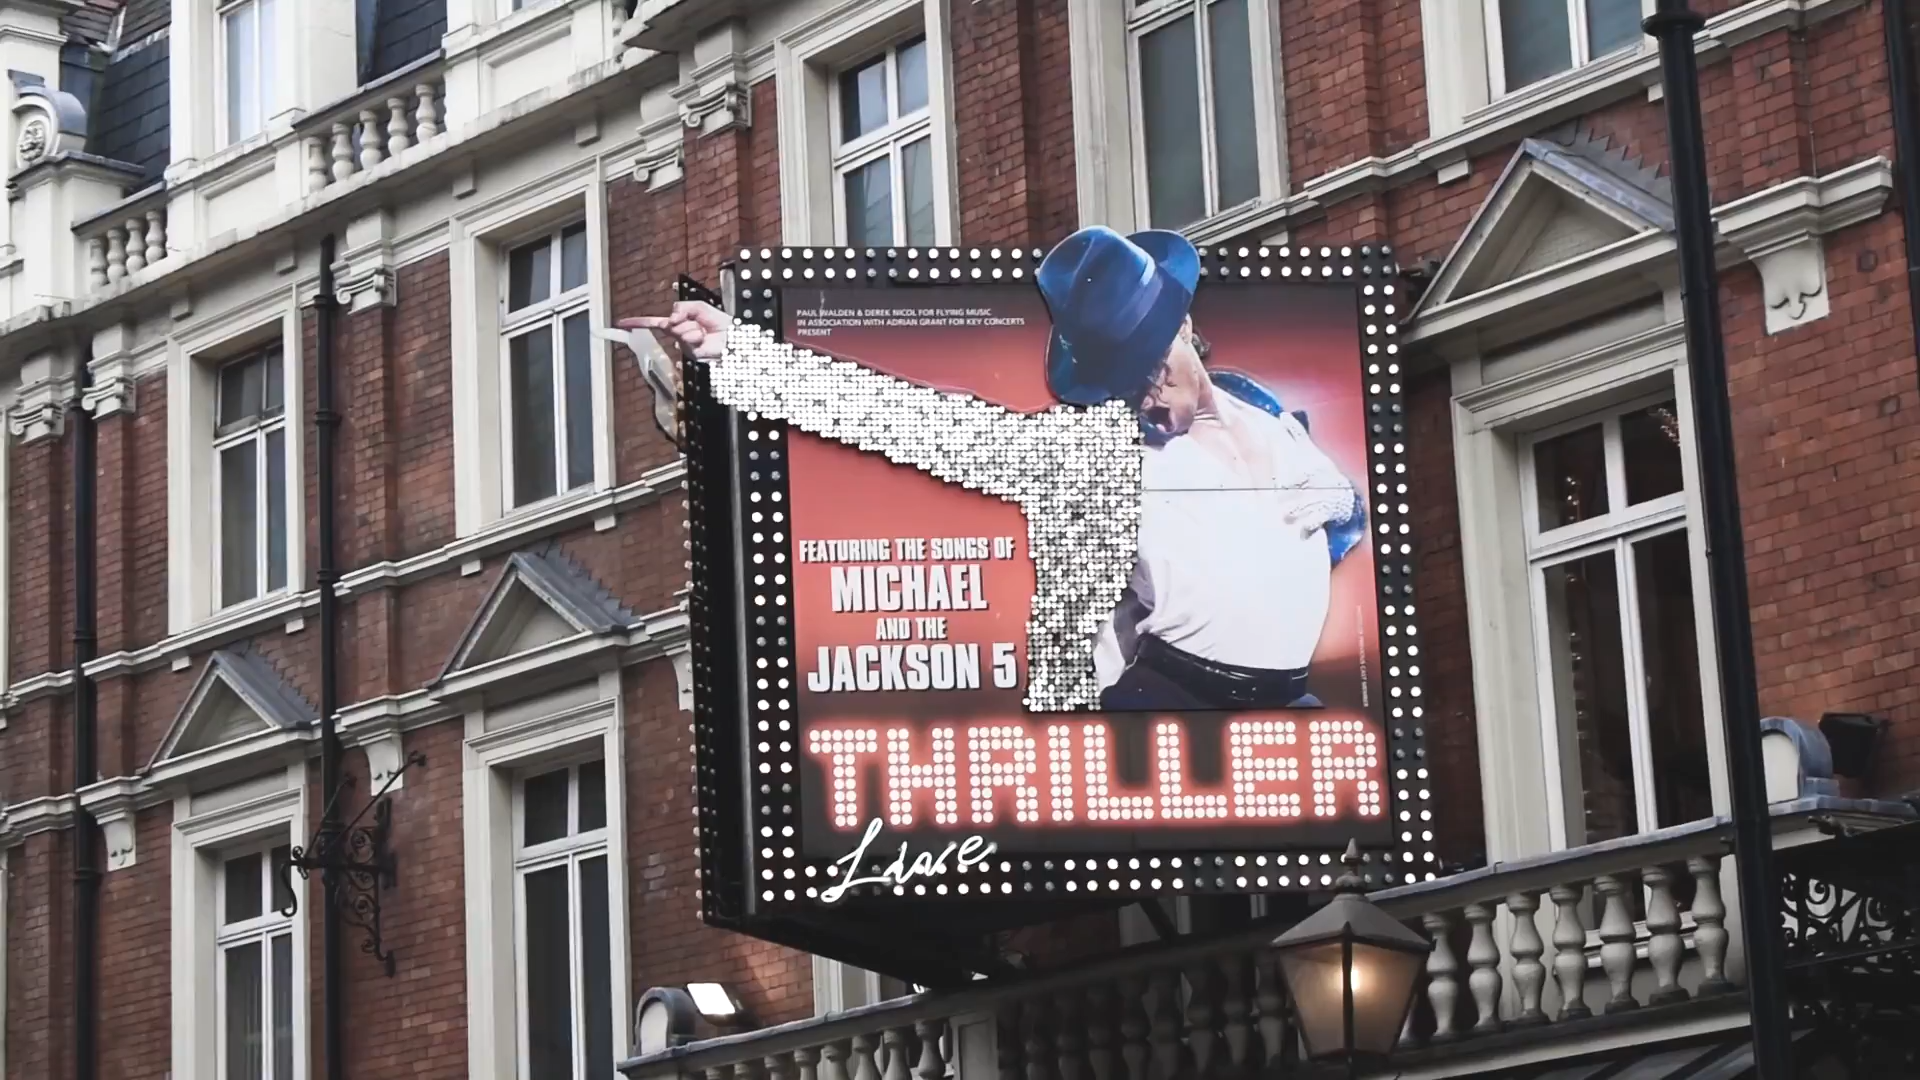 PAUL WALDEN & DEREK NICOL FOR FLYING MUSIC
IN ASSOCIATION WITH ADRIAN GRANT FOR KEY CONCERTS
PRESENT
FEATURING THE SONGS OF
MICHAEL
AND THE
JACKSON 5
THRILLER
Live